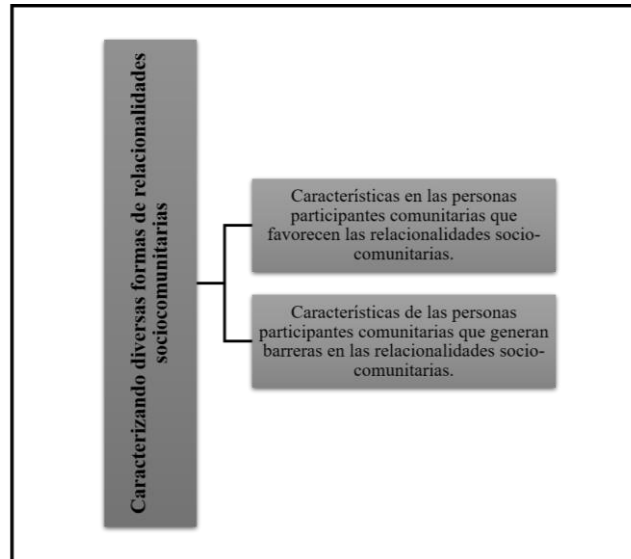 Caracterizando diversas formas de relacionalidades
sociocomunitarias
Características en las personas
participantes comunitarias que
favorecen las relacionalidades socio-
comunitarias.
Características de las personas
participantes comunitarias que generan
barreras en las relacionalidades socio-
comunitarias.